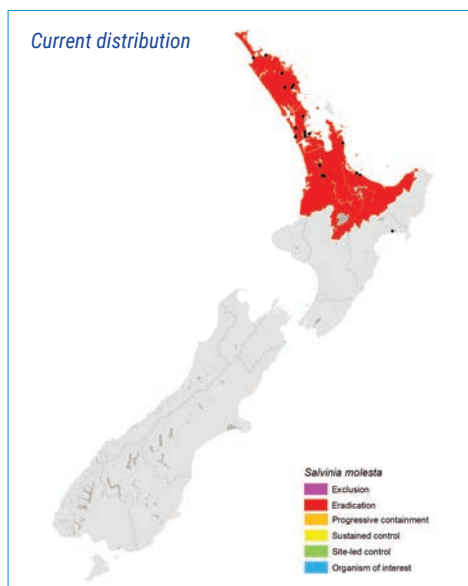 Current distribution
Salvinia molesta
Exclusion
Eradication
Progressive containment
Sustained control
Site-led control
Organism of interest